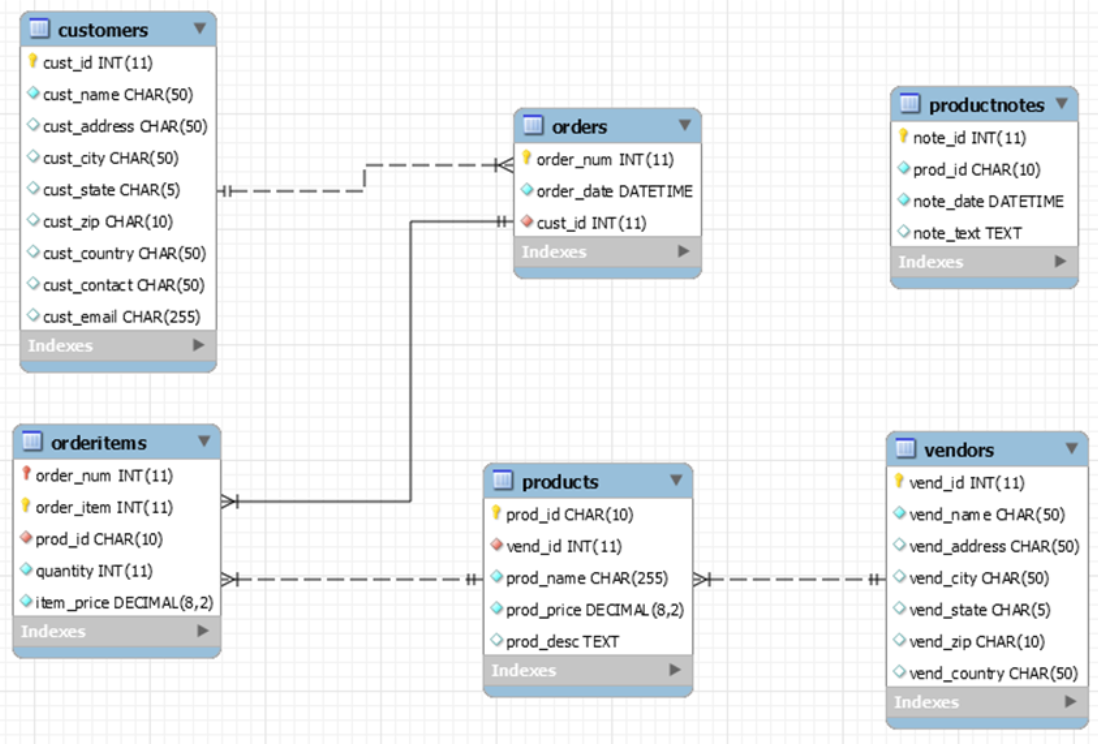 customers
cust_id INT(11)
cust_name CHAR(50)
cust_address CHAR(50)
cust_city CHAR(50)
cust_state CHAR(5)
cust_zip CHAR(10)
cust_country CHAR(50)
cust_contact CHAR(50)
cust_email CHAR(255)
Indexes
orders
order_num INT(11)
order_date DATETIME
cust_id INT(11)
Indexes
productnotes
note_id INT(11)
prod_id CHAR(10)
note_date DATETIME
note_text TEXT
Indexes
orderitems
order_num INT(11)
order_item INT(11)
prod_id CHAR(10)
quantity INT(11)
item_price DECIMAL(8,2)
Indexes
products
prod_id CHAR(10)
vend_id INT(11)
prod_name CHAR(255)
prod_price DECIMAL(8,2)
prod_desc TEXT
Indexes
vendors
vend_id INT(11)
vend_name CHAR(50)
vend_address CHAR(50)
vend_city CHAR(50)
vend_state CHAR(5)
vend_zip CHAR(10)
vend_country CHAR(50)
Indexes